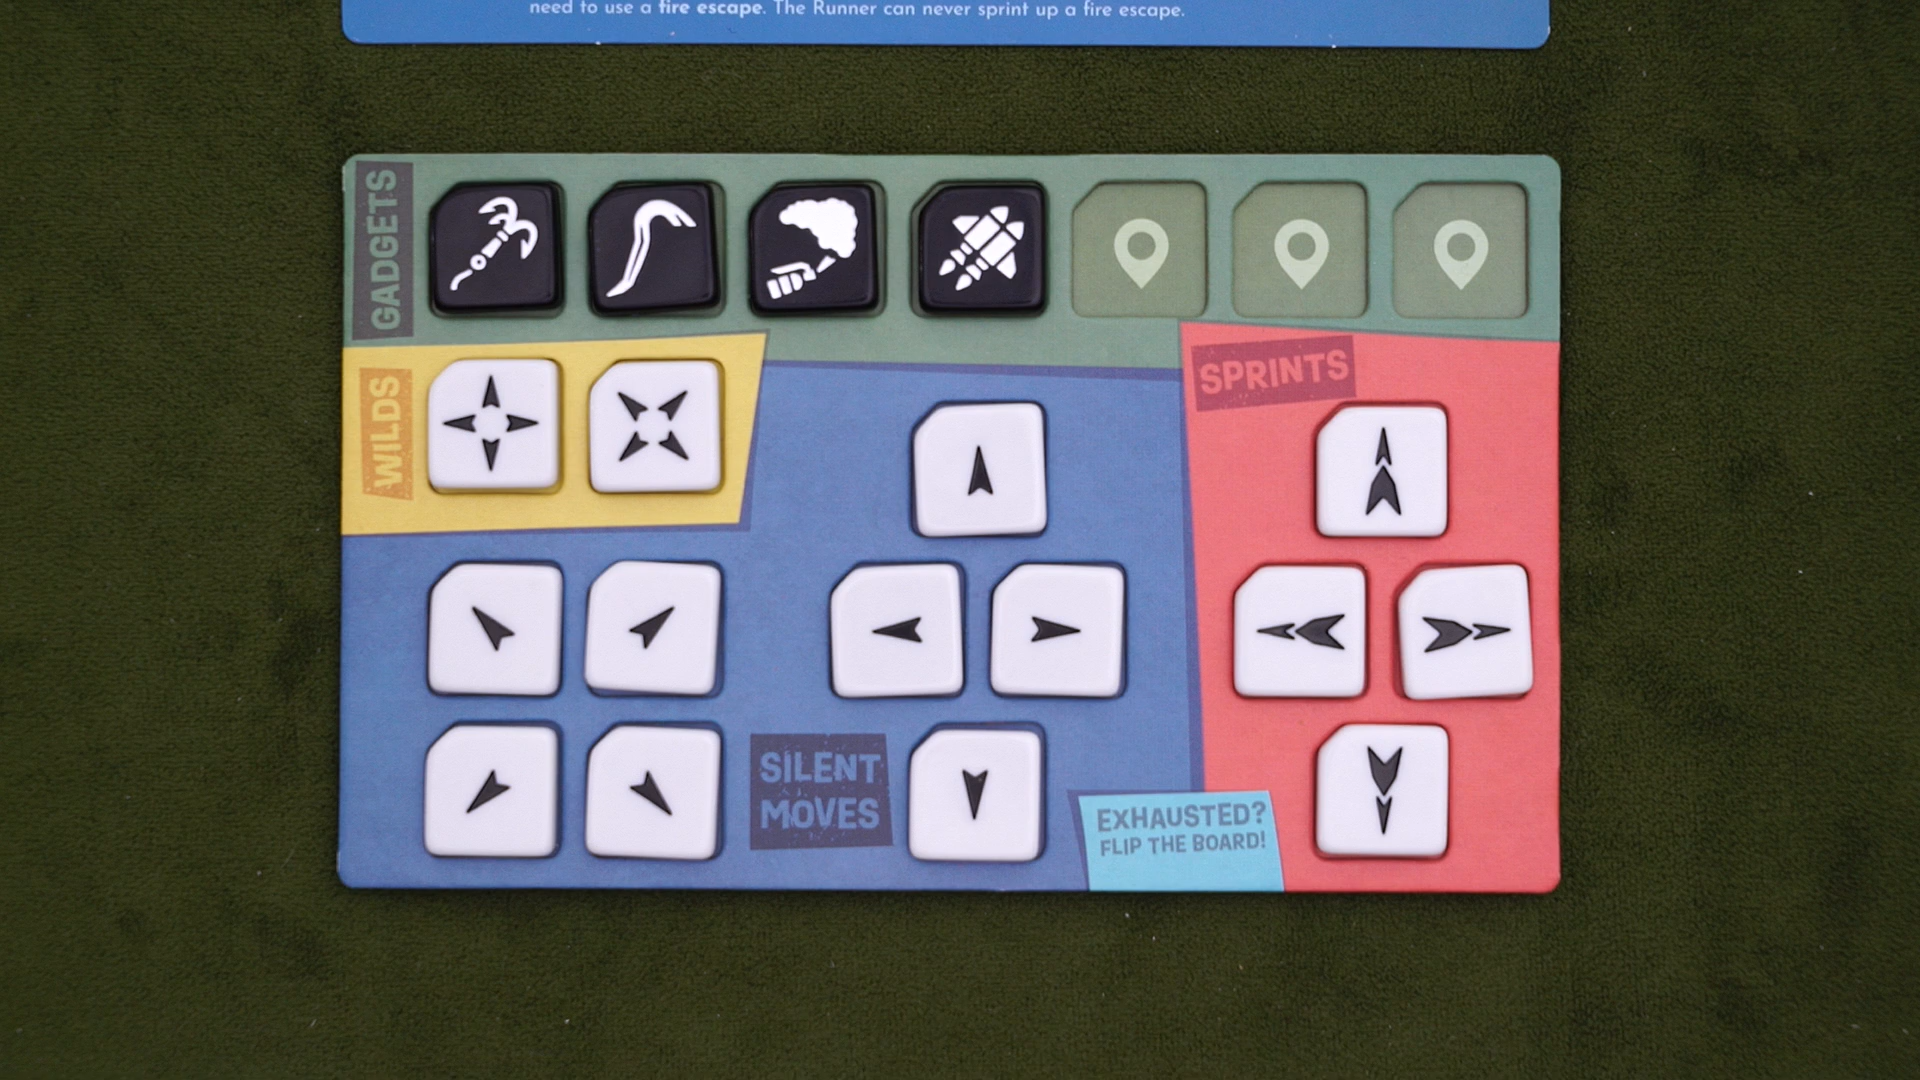 need to use a fire escape. The Runner can never sprint up a fire escape.
GADGETS
WILDS
SPRINTS
SILENT
MOVES
EXHAUSTED?
FLIP THE BOARD!